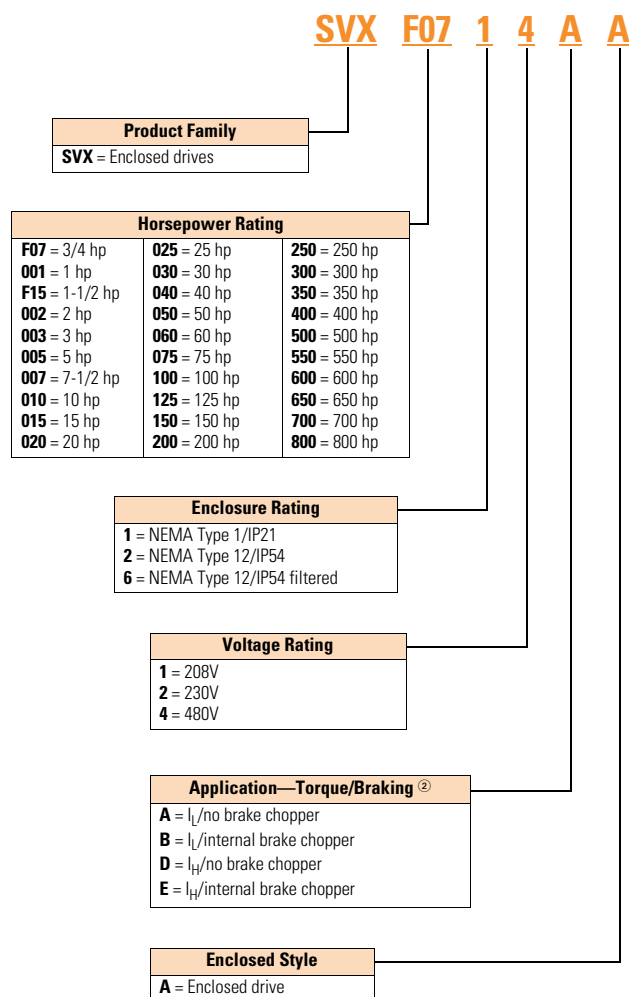 SVX F07 1 4 A A
Product Family
SVX = Enclosed drives
Horsepower Rating
F07 = 3/4 hp
001 = 1 hp
F15 = 1-1/2 hp
002 = 2 hp
003 = 3 hp
005 = 5 hp
007 = 7-1/2 hp
010 = 10 hp
015 = 15 hp
020 = 20 hp
025 = 25 hp
030 = 30 hp
040 = 40 hp
050 = 50 hp
060 = 60 hp
075 = 75 hp
100 = 100 hp
125 = 125 hp
150 = 150 hp
200 = 200 hp
250 = 250 hp
300 = 300 hp
350 = 350 hp
400 = 400 hp
500 = 500 hp
550 = 550 hp
600 = 600 hp
650 = 650 hp
700 = 700 hp
800 = 800 hp
Enclosure Rating
1 = NEMA Type 1/IP21
2 = NEMA Type 12/IP54
6 = NEMA Type 12/IP54 filtered
Voltage Rating
1 = 208V
2 = 230V
4 = 480V
Application—Torque/Braking ②
A = IL/no brake chopper
B = IL/internal brake chopper
D = IH/no brake chopper
E = IH/internal brake chopper
Enclosed Style
A = Enclosed drive